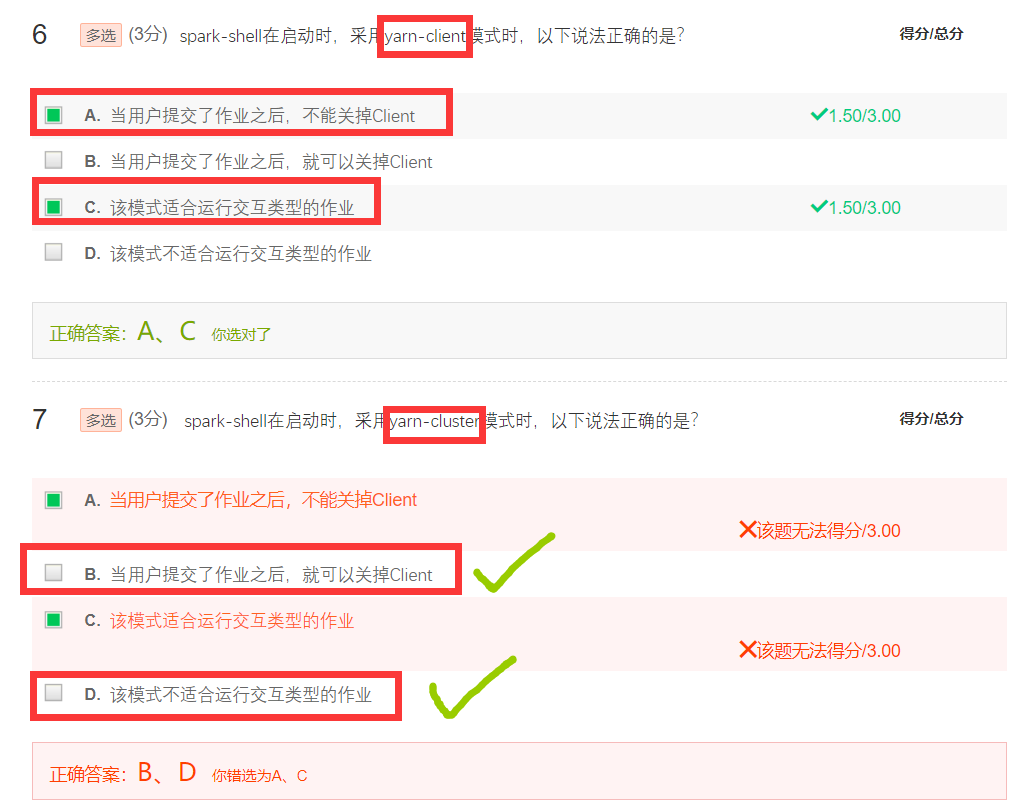 6 多选 (3分) spark-shell在启动时，采用yarn-client模式时，以下说法正确的是？ 得分/总分
A. 当用户提交了作业之后，不能关掉Client 1.50/3.00
B. 当用户提交了作业之后，就可以关掉Client
C. 该模式适合运行交互类型的作业 1.50/3.00
D. 该模式不适合运行交互类型的作业
正确答案：A、C 你选对了
7 多选 (3分) spark-shell在启动时，采用yarn-cluster模式时，以下说法正确的是？ 得分/总分
A. 当用户提交了作业之后，不能关掉Client
该题无法得分/3.00
B. 当用户提交了作业之后，就可以关掉Client
C. 该模式适合运行交互类型的作业
该题无法得分/3.00
D. 该模式不适合运行交互类型的作业
正确答案：B、D 你错选为A、C